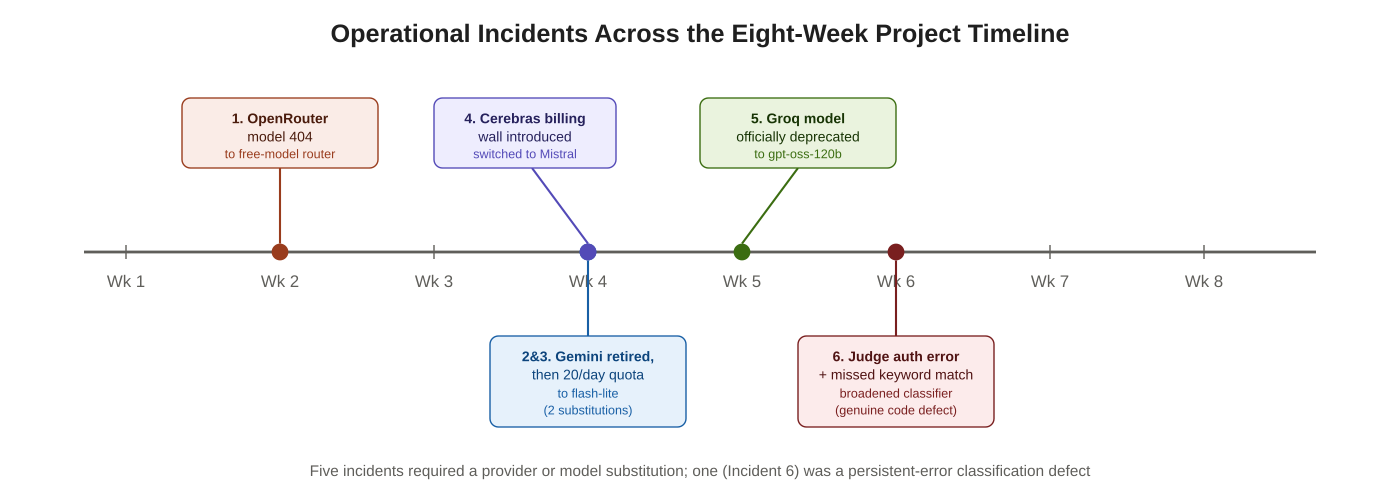 Operational Incidents Across the Eight-Week Project Timeline
1. OpenRouter
model 404
to free-model router
4. Cerebras billing
wall introduced
switched to Mistral
5. Groq model
officially deprecated
to gpt-oss-120b
Wk 1
Wk 2
Wk 3
Wk 4
Wk 5
Wk 6
Wk 7
Wk 8
2&3. Gemini retired,
then 20/day quota
to flash-lite
(2 substitutions)
6. Judge auth error
+ missed keyword match
broadened classifier
(genuine code defect)
Five incidents required a provider or model substitution; one (Incident 6) was a persistent-error classification defect